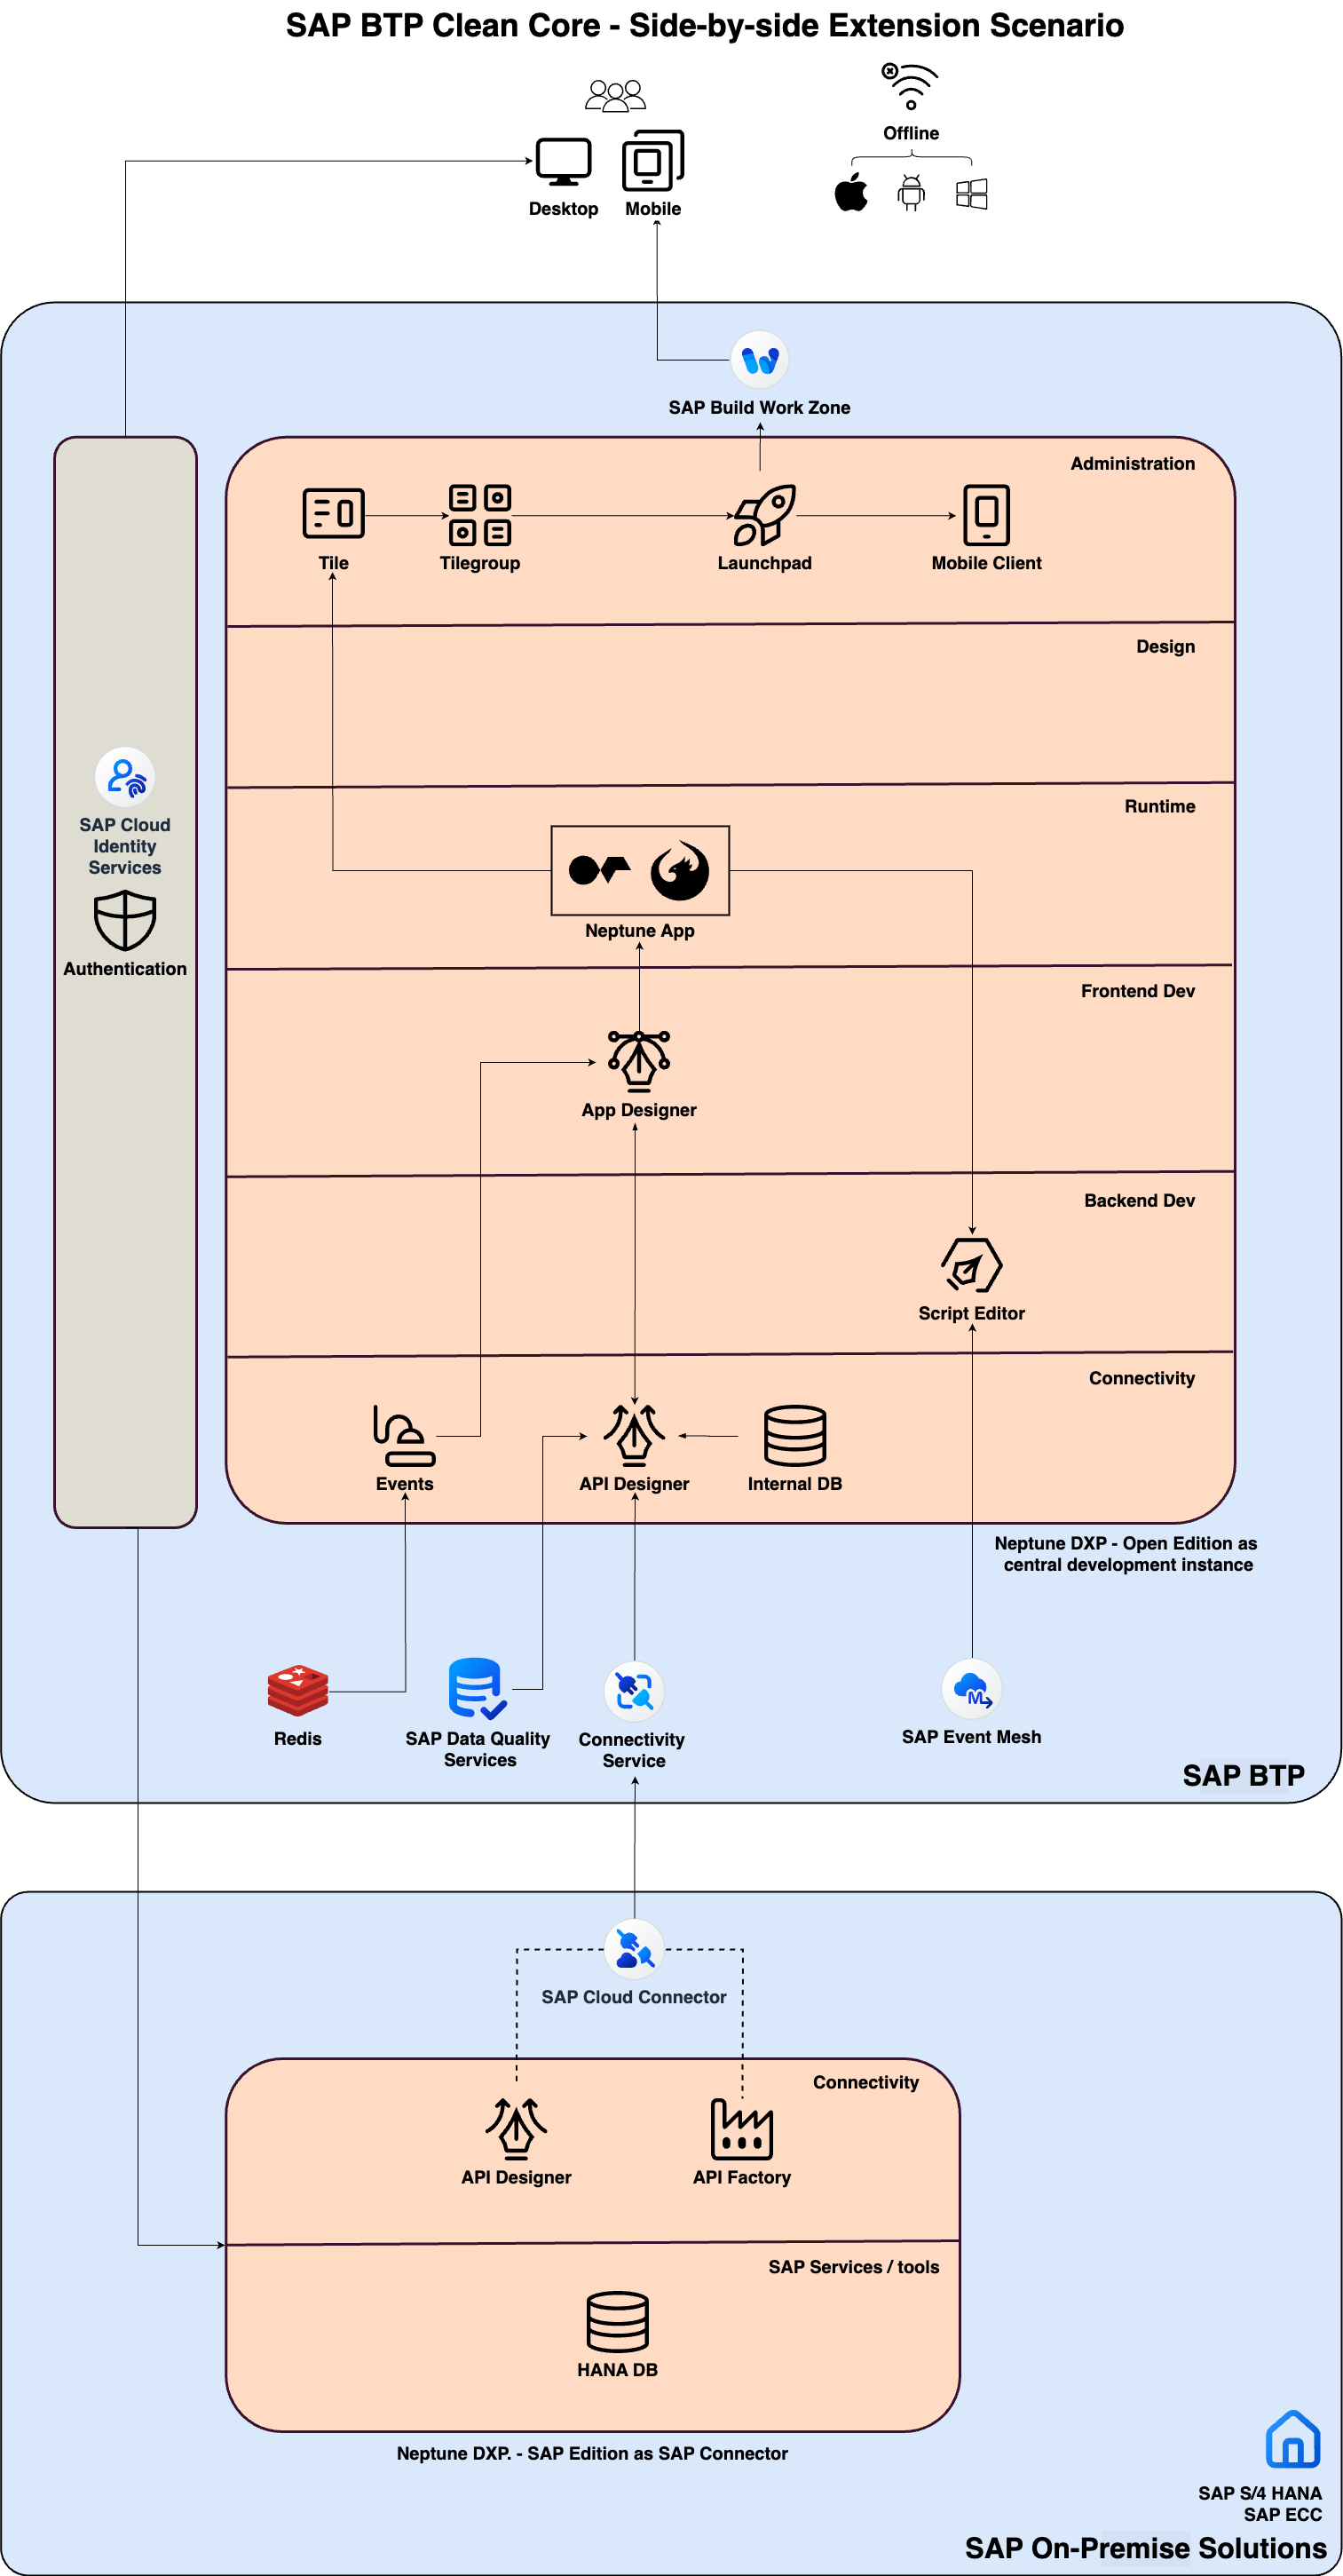 SAP BTP Clean Core - Side-by-side Extension Scenario
Offline
Desktop
Mobile
SAP Build Work Zone
Administration
Tile
Tilegroup
Launchpad
Mobile Client
Design
Runtime
SAP Cloud
Identity
Services
Authentication
Neptune App
Frontend Dev
App Designer
Backend Dev
Script Editor
Connectivity
Events
API Designer
Internal DB
Neptune DXP - Open Edition as
central development instance
Redis
SAP Data Quality
Services
Connectivity
Service
M
SAP Event Mesh
SAP BTP
SAP Cloud Connector
Connectivity
API Designer
API Factory
SAP Services / tools
HANA DB
Neptune DXP. - SAP Edition as SAP Connector
SAP S/4 HANA
SAP ECC
SAP On-Premise Solutions